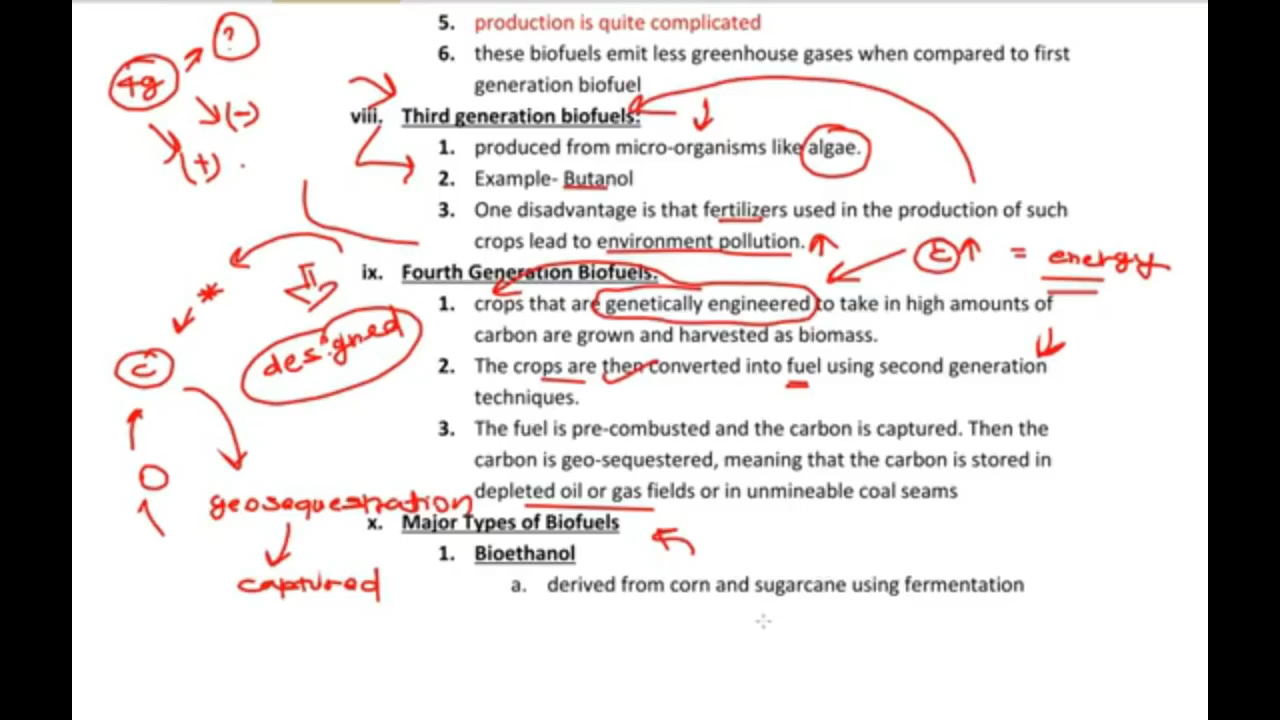 5. production is quite complicated
6. these biofuels emit less greenhouse gases when compared to first
generation biofuel
?
4g
(-)
(+)
viii. Third generation biofuels:
1. produced from micro-organisms like algae.
2. Example- Butanol
3. One disadvantage is that fertilizers used in the production of such
crops lead to environment pollution.
= energy
ix. Fourth Generation Biofuels:
1. crops that are genetically engineered to take in high amounts of
carbon are grown and harvested as biomass.
designed
2. The crops are then converted into fuel using second generation
techniques.
3. The fuel is pre-combusted and the carbon is captured. Then the
carbon is geo-sequestered, meaning that the carbon is stored in
depleted oil or gas fields or in unmineable coal seams
geosequestration
x. Major Types of Biofuels
1. Bioethanol
captured
a. derived from corn and sugarcane using fermentation